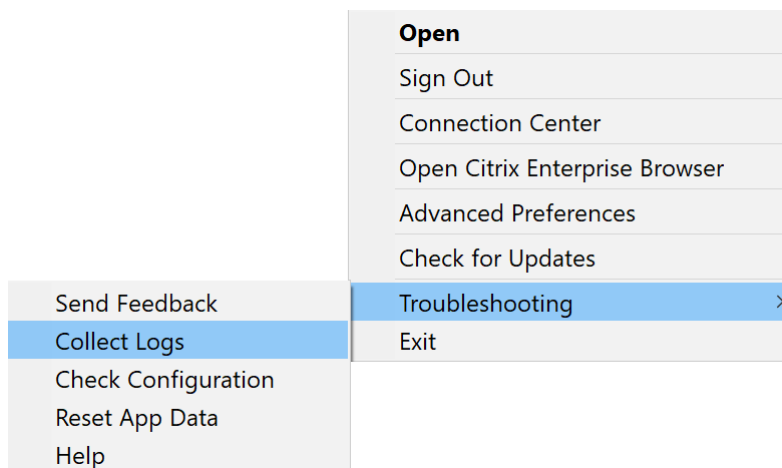 Open
Sign Out
Connection Center
Open Citrix Enterprise Browser
Advanced Preferences
Check for Updates
Troubleshooting
Exit
Send Feedback
Collect Logs
Check Configuration
Reset App Data
Help